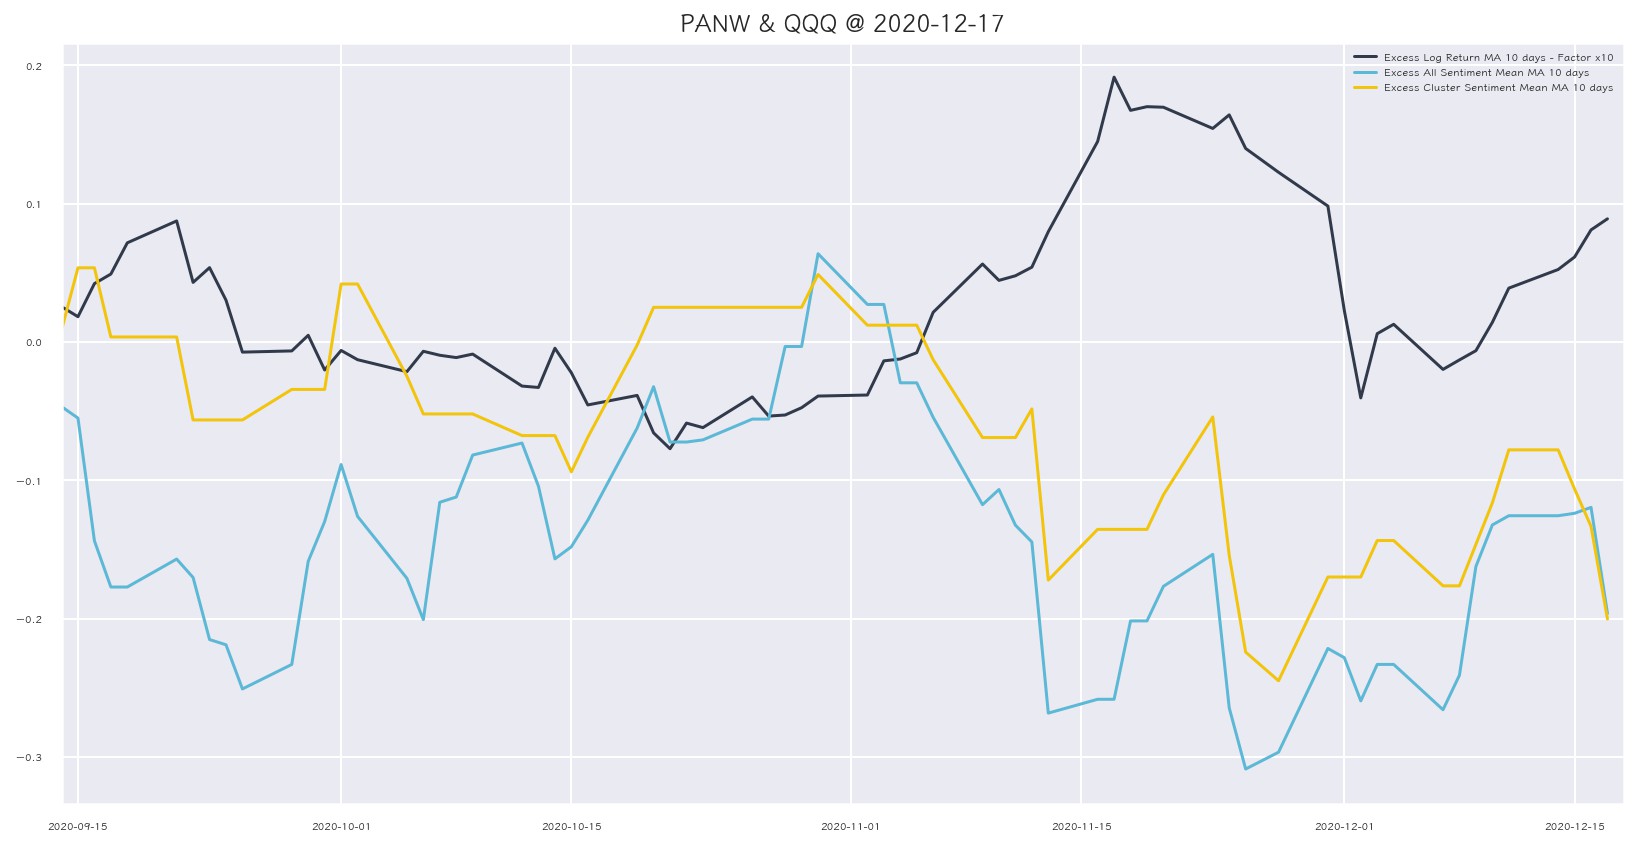 PANW & QQQ @ 2020-12-17
Excess Log Return MA 10 days - Factor x10
Excess All Sentiment Mean MA 10 days
Excess Cluster Sentiment Mean MA 10 days
0.2
0.1
0.0
−0.1
−0.2
−0.3
2020-09-15 2020-10-01 2020-10-15 2020-11-01 2020-11-15 2020-12-01 2020-12-15